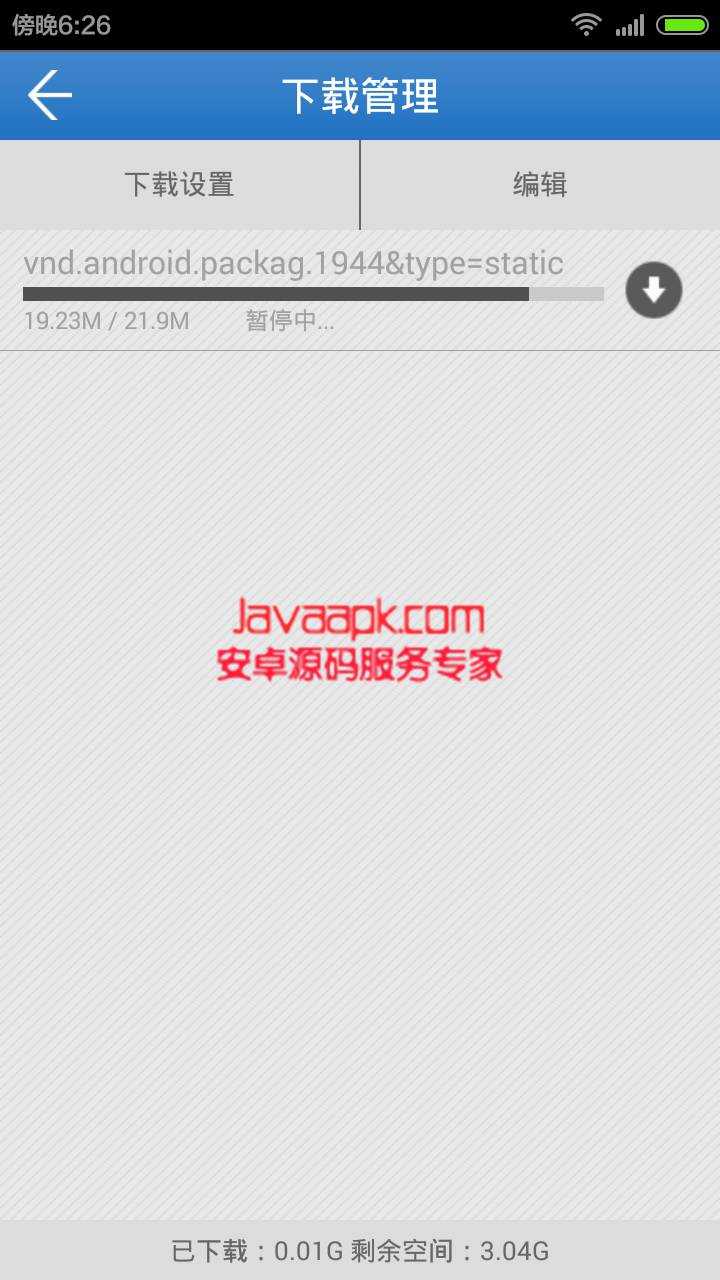 傍晚6:26
下载管理
下载设置 编辑
vnd.android.packag.1944&type=static
19.23M / 21.9M 暂停中...
Javaapk.com
安卓源码服务专家
已下载：0.01G 剩余空间：3.04G